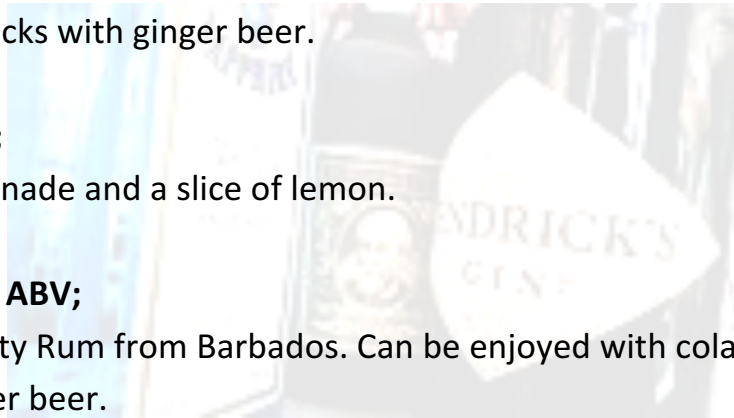 cks with ginger beer.
;
nade and a slice of lemon.
NDRICK'S
GIN
ABV;
ty Rum from Barbados. Can be enjoyed with cola
er beer.